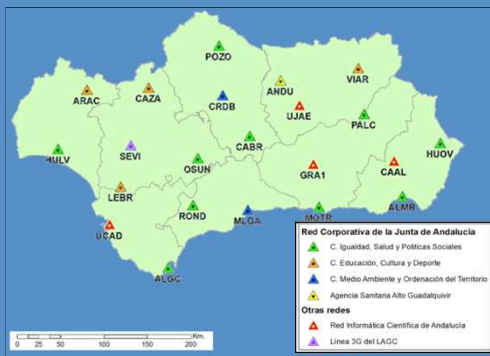 POZO
ARAC
CAZA
CRDB
ANDU
VIAR
UJAE
PALC
HULV
SEVI
OSUN
CABR
GRA1
CAAL
HUOV
LEBR
UCAD
ROND
MLGA
MOTR
ALMR
ALGC
Red Corporativa de la Junta de Andalucía
C. Igualdad, Salud y Políticas Sociales
C. Educación, Cultura y Deporte
C. Medio Ambiente y Ordenación del Territorio
Agencia Sanitaria Alto Guadalquivir
Otras redes
Red Informática Científica de Andalucía
Línea 3G del LAGC
Km.
0 25 50 100 150 200